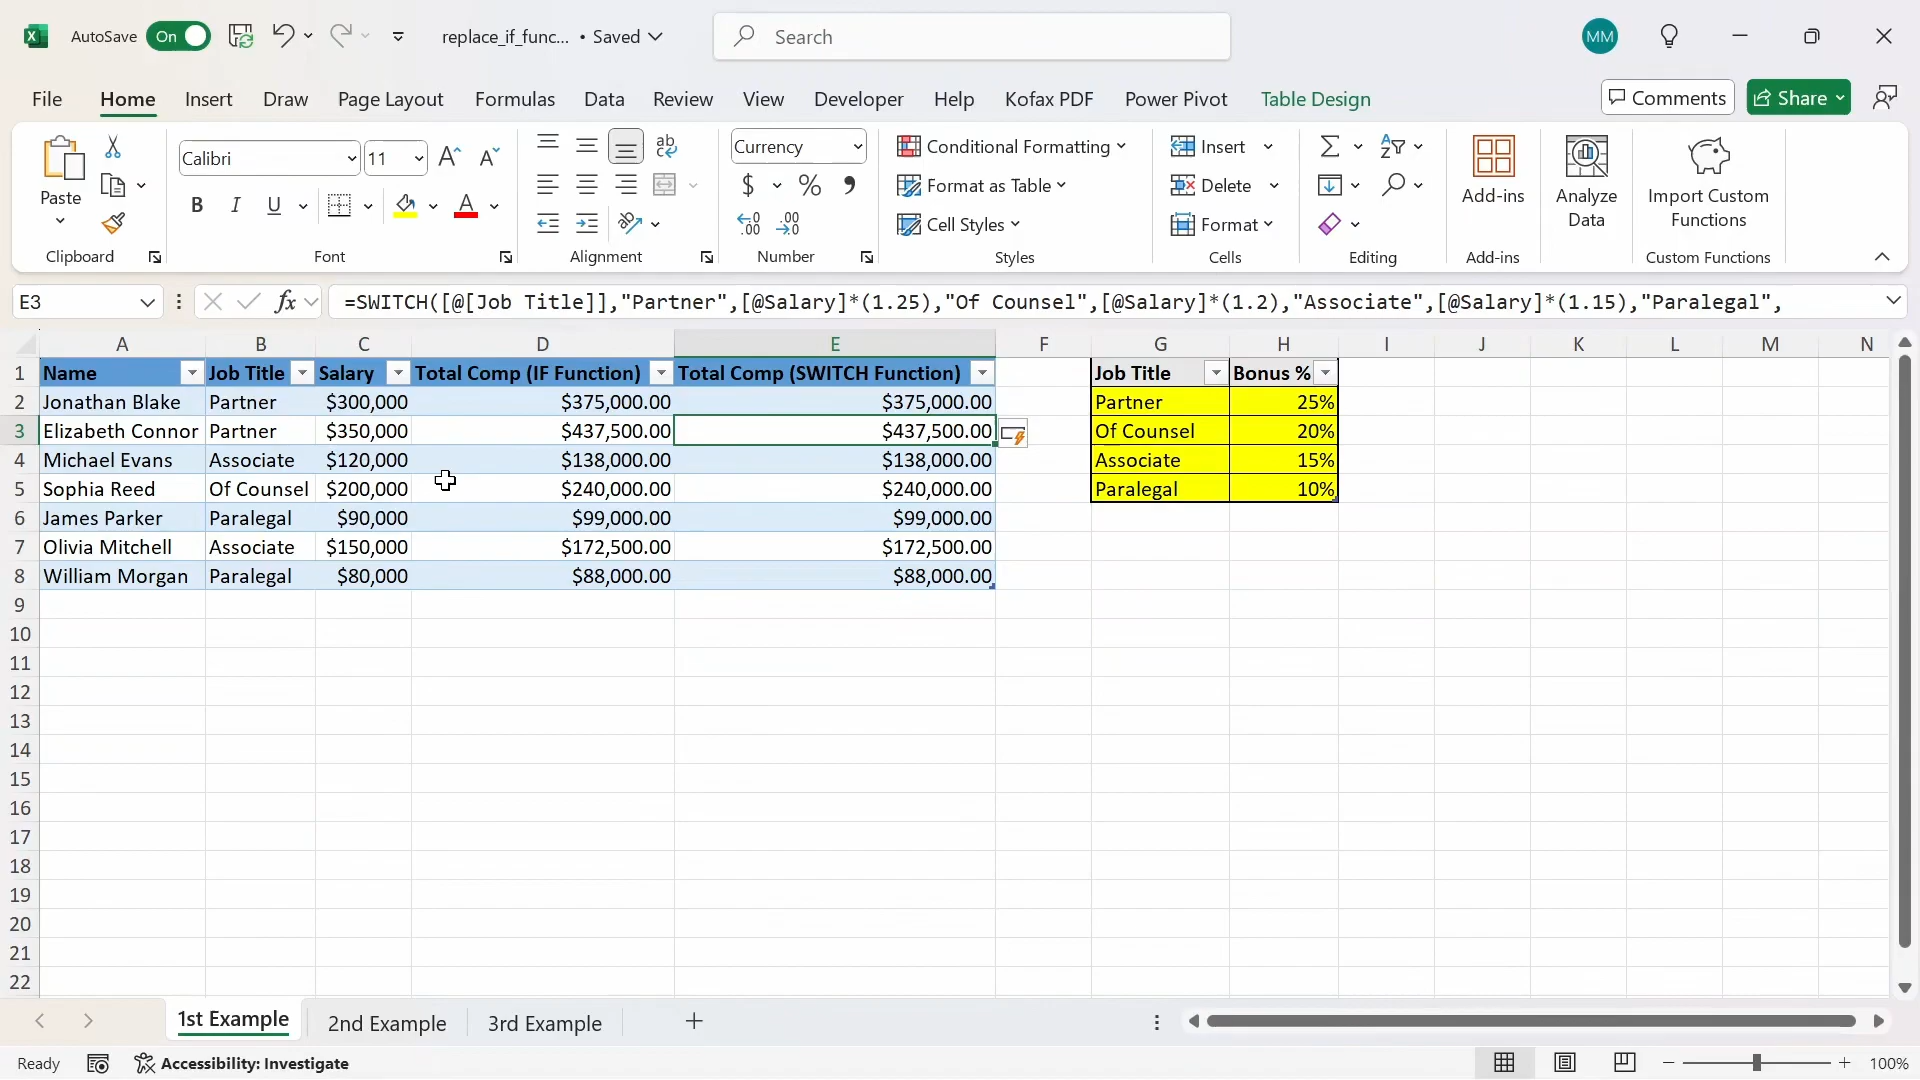 AutoSave On replace_if_func... • Saved Search MM
File Home Insert Draw Page Layout Formulas Data Review View Developer Help Kofax PDF Power Pivot Table Design Comments Share
Paste Calibri 11 Currency Conditional Formatting Insert
Format as Table Delete Add-ins Analyze Data Import Custom Functions
B I U A $ % Cell Styles Format
Clipboard Font Alignment Number Styles Cells Editing Add-ins Custom Functions
E3 fx =SWITCH([@[Job Title]],"Partner",[@Salary]*(1.25),"Of Counsel",[@Salary]*(1.2),"Associate",[@Salary]*(1.15),"Paralegal",
A B C D E F G H I J K L M N
1 Name Job Title Salary Total Comp (IF Function) Total Comp (SWITCH Function) Job Title Bonus %
2 Jonathan Blake Partner $300,000 $375,000.00 $375,000.00 Partner 25%
3 Elizabeth Connor Partner $350,000 $437,500.00 $437,500.00 Of Counsel 20%
4 Michael Evans Associate $120,000 $138,000.00 $138,000.00 Associate 15%
5 Sophia Reed Of Counsel $200,000 $240,000.00 $240,000.00 Paralegal 10%
6 James Parker Paralegal $90,000 $99,000.00 $99,000.00
7 Olivia Mitchell Associate $150,000 $172,500.00 $172,500.00
8 William Morgan Paralegal $80,000 $88,000.00 $88,000.00
9
10
11
12
13
14
15
16
17
18
19
20
21
22
1st Example 2nd Example 3rd Example
Ready Accessibility: Investigate 100%